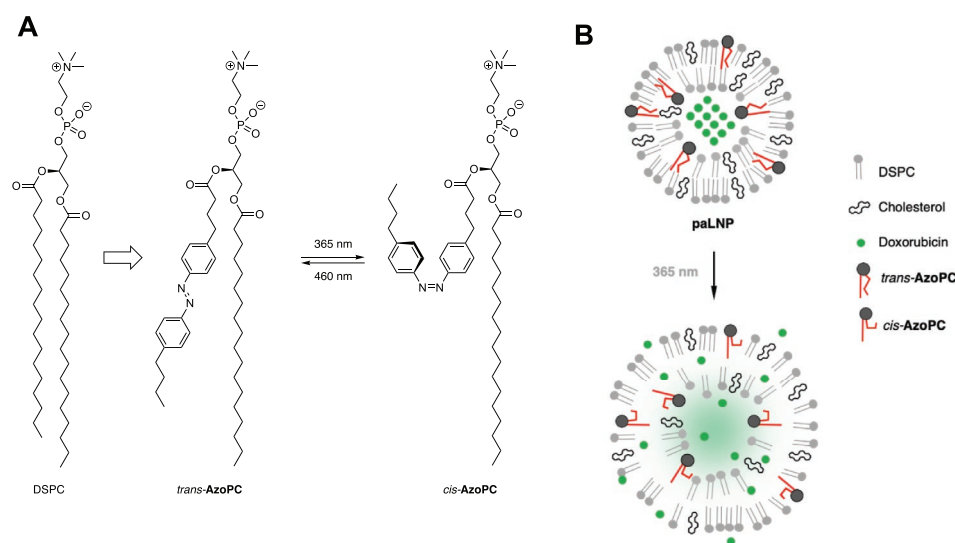 A
B
N
⊕
O
P
O
O
⊖
O
O
O
O
O
DSPC
N
⊕
O
P
O
O
⊖
O
O
O
O
O
N
N
trans-AzoPC
365 nm
460 nm
N
⊕
O
P
O
O
⊖
O
O
O
O
O
N=N
cis-AzoPC
paLNP
365 nm
DSPC
Cholesterol
Doxorubicin
trans-AzoPC
cis-AzoPC